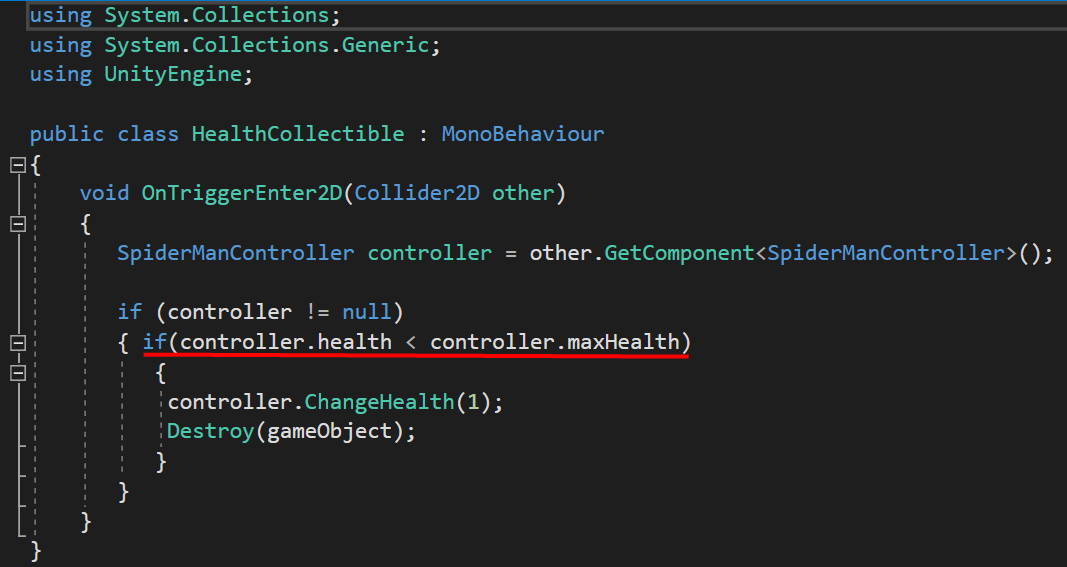 using System.Collections;
using System.Collections.Generic;
using UnityEngine;
public class HealthCollectible : MonoBehaviour
{
void OnTriggerEnter2D(Collider2D other)
{
SpiderManController controller = other.GetComponent<SpiderManController>();
if (controller != null)
{ if(controller.health < controller.maxHealth)
{
controller.ChangeHealth(1);
Destroy(gameObject);
}
}
}
}